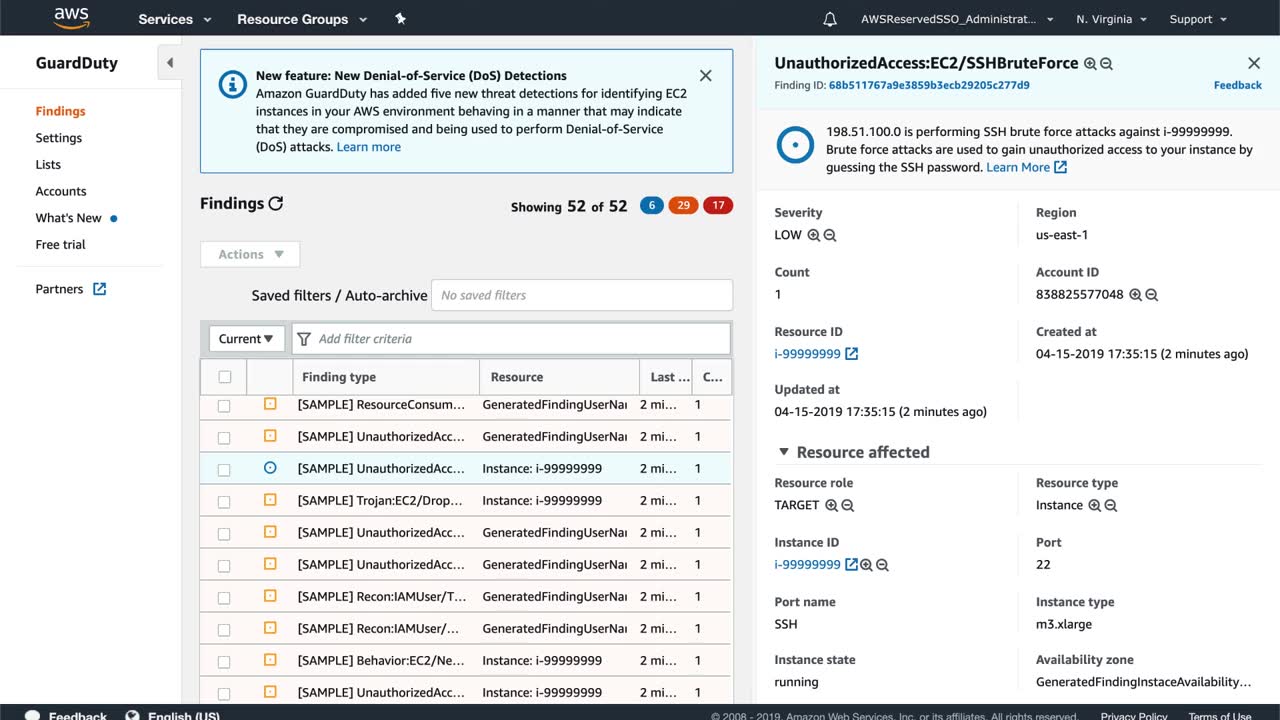 aws
Services
Resource Groups
AWSReservedSSO_Administrat...
N. Virginia
Support
GuardDuty
Findings
Settings
Lists
Accounts
What's New
Free trial
Partners
New feature: New Denial-of-Service (DoS) Detections
Amazon GuardDuty has added five new threat detections for identifying EC2
instances in your AWS environment behaving in a manner that may indicate
that they are compromised and being used to perform Denial-of-Service
(DoS) attacks. Learn more
Findings
Showing 52 of 52
6
29
17
Actions
Saved filters / Auto-archive
No saved filters
Current
Add filter criteria
Finding type Resource Last ... C...
[SAMPLE] ResourceConsum... GeneratedFindingUserNar 2 mi... 1
[SAMPLE] UnauthorizedAcc... GeneratedFindingUserNar 2 mi... 1
[SAMPLE] UnauthorizedAcc... Instance: i-99999999 2 mi... 1
[SAMPLE] Trojan:EC2/Drop... Instance: i-99999999 2 mi... 1
[SAMPLE] UnauthorizedAcc... GeneratedFindingUserNar 2 mi... 1
[SAMPLE] UnauthorizedAcc... GeneratedFindingUserNar 2 mi... 1
[SAMPLE] Recon:IAMUser/T... GeneratedFindingUserNar 2 mi... 1
[SAMPLE] Recon:IAMUser/... GeneratedFindingUserNar 2 mi... 1
[SAMPLE] Behavior:EC2/Ne... Instance: i-99999999 2 mi... 1
[SAMPLE] UnauthorizedAcc... Instance: i-99999999 2 mi... 1
UnauthorizedAccess:EC2/SSHBruteForce
Finding ID: 68b511767a9e3859b3ecb29205c277d9
Feedback
198.51.100.0 is performing SSH brute force attacks against i-99999999.
Brute force attacks are used to gain unauthorized access to your instance by
guessing the SSH password. Learn More
Severity
LOW
Region
us-east-1
Count
1
Account ID
838825577048
Resource ID
i-99999999
Created at
04-15-2019 17:35:15 (2 minutes ago)
Updated at
04-15-2019 17:35:15 (2 minutes ago)
Resource affected
Resource role
TARGET
Resource type
Instance
Instance ID
i-99999999
Port
22
Port name
SSH
Instance type
m3.xlarge
Instance state
running
Availability zone
GeneratedFindingInstaceAvailability...
Feedback
English (US)
© 2008 - 2019, Amazon Web Services, Inc. or its affiliates. All rights reserved.
Privacy Policy
Terms of Use